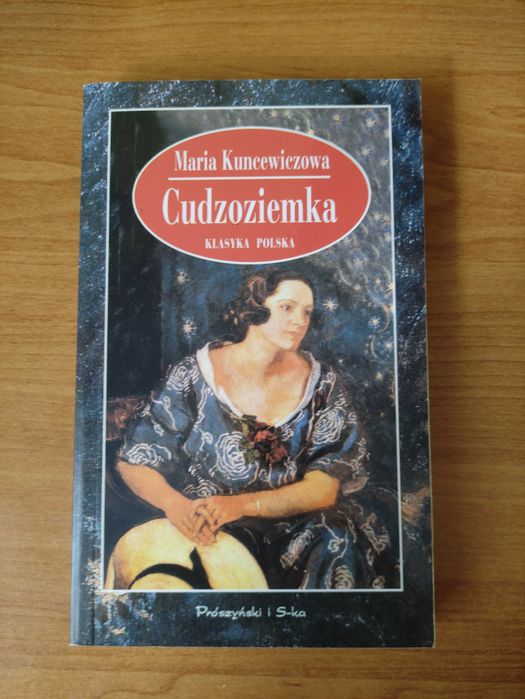 Maria Kuncewiczowa
Cudzoziemka
KLASYKA POLSKA
Prószyński i S-ka